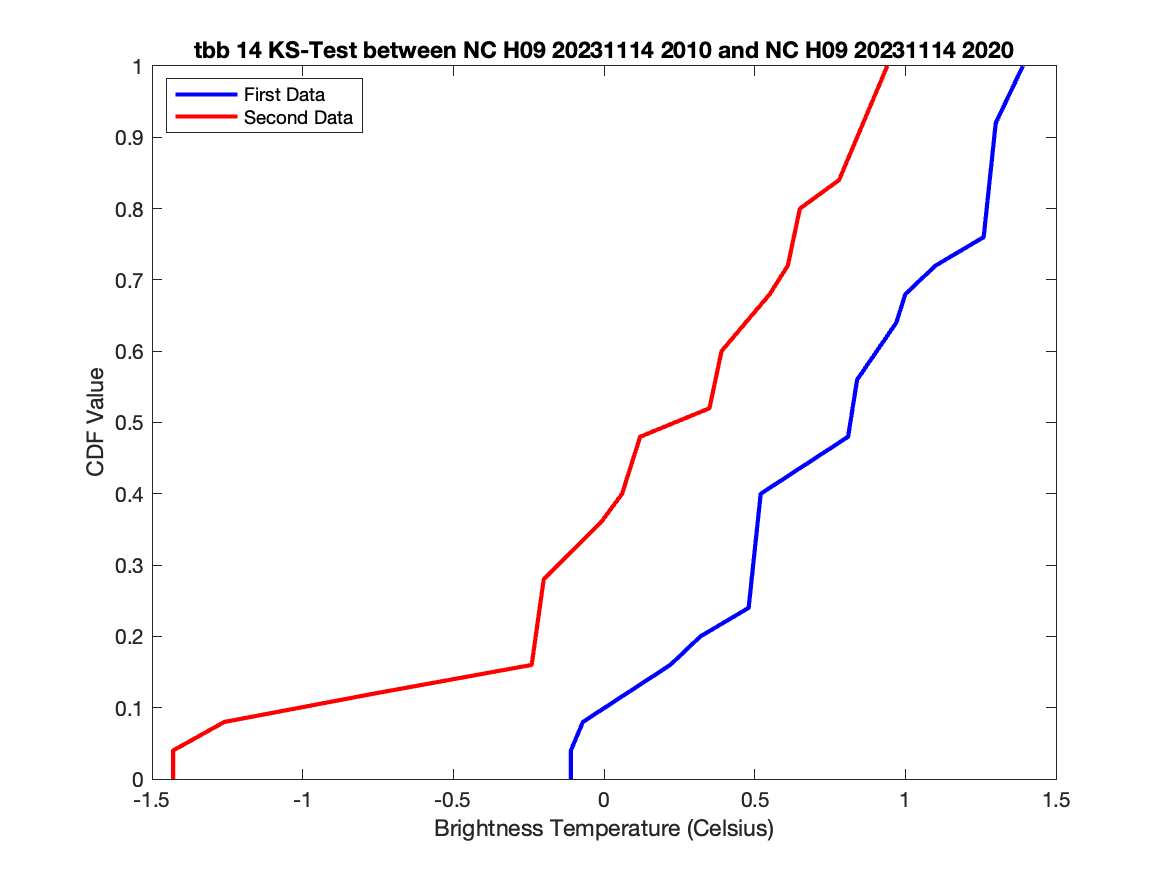 tbb 14 KS-Test between NC H09 20231114 2010 and NC H09 20231114 2020
First Data
Second Data
1
0.9
0.8
0.7
0.6
0.5
0.4
0.3
0.2
0.1
0
CDF Value
-1.5 -1 -0.5 0 0.5 1 1.5
Brightness Temperature (Celsius)